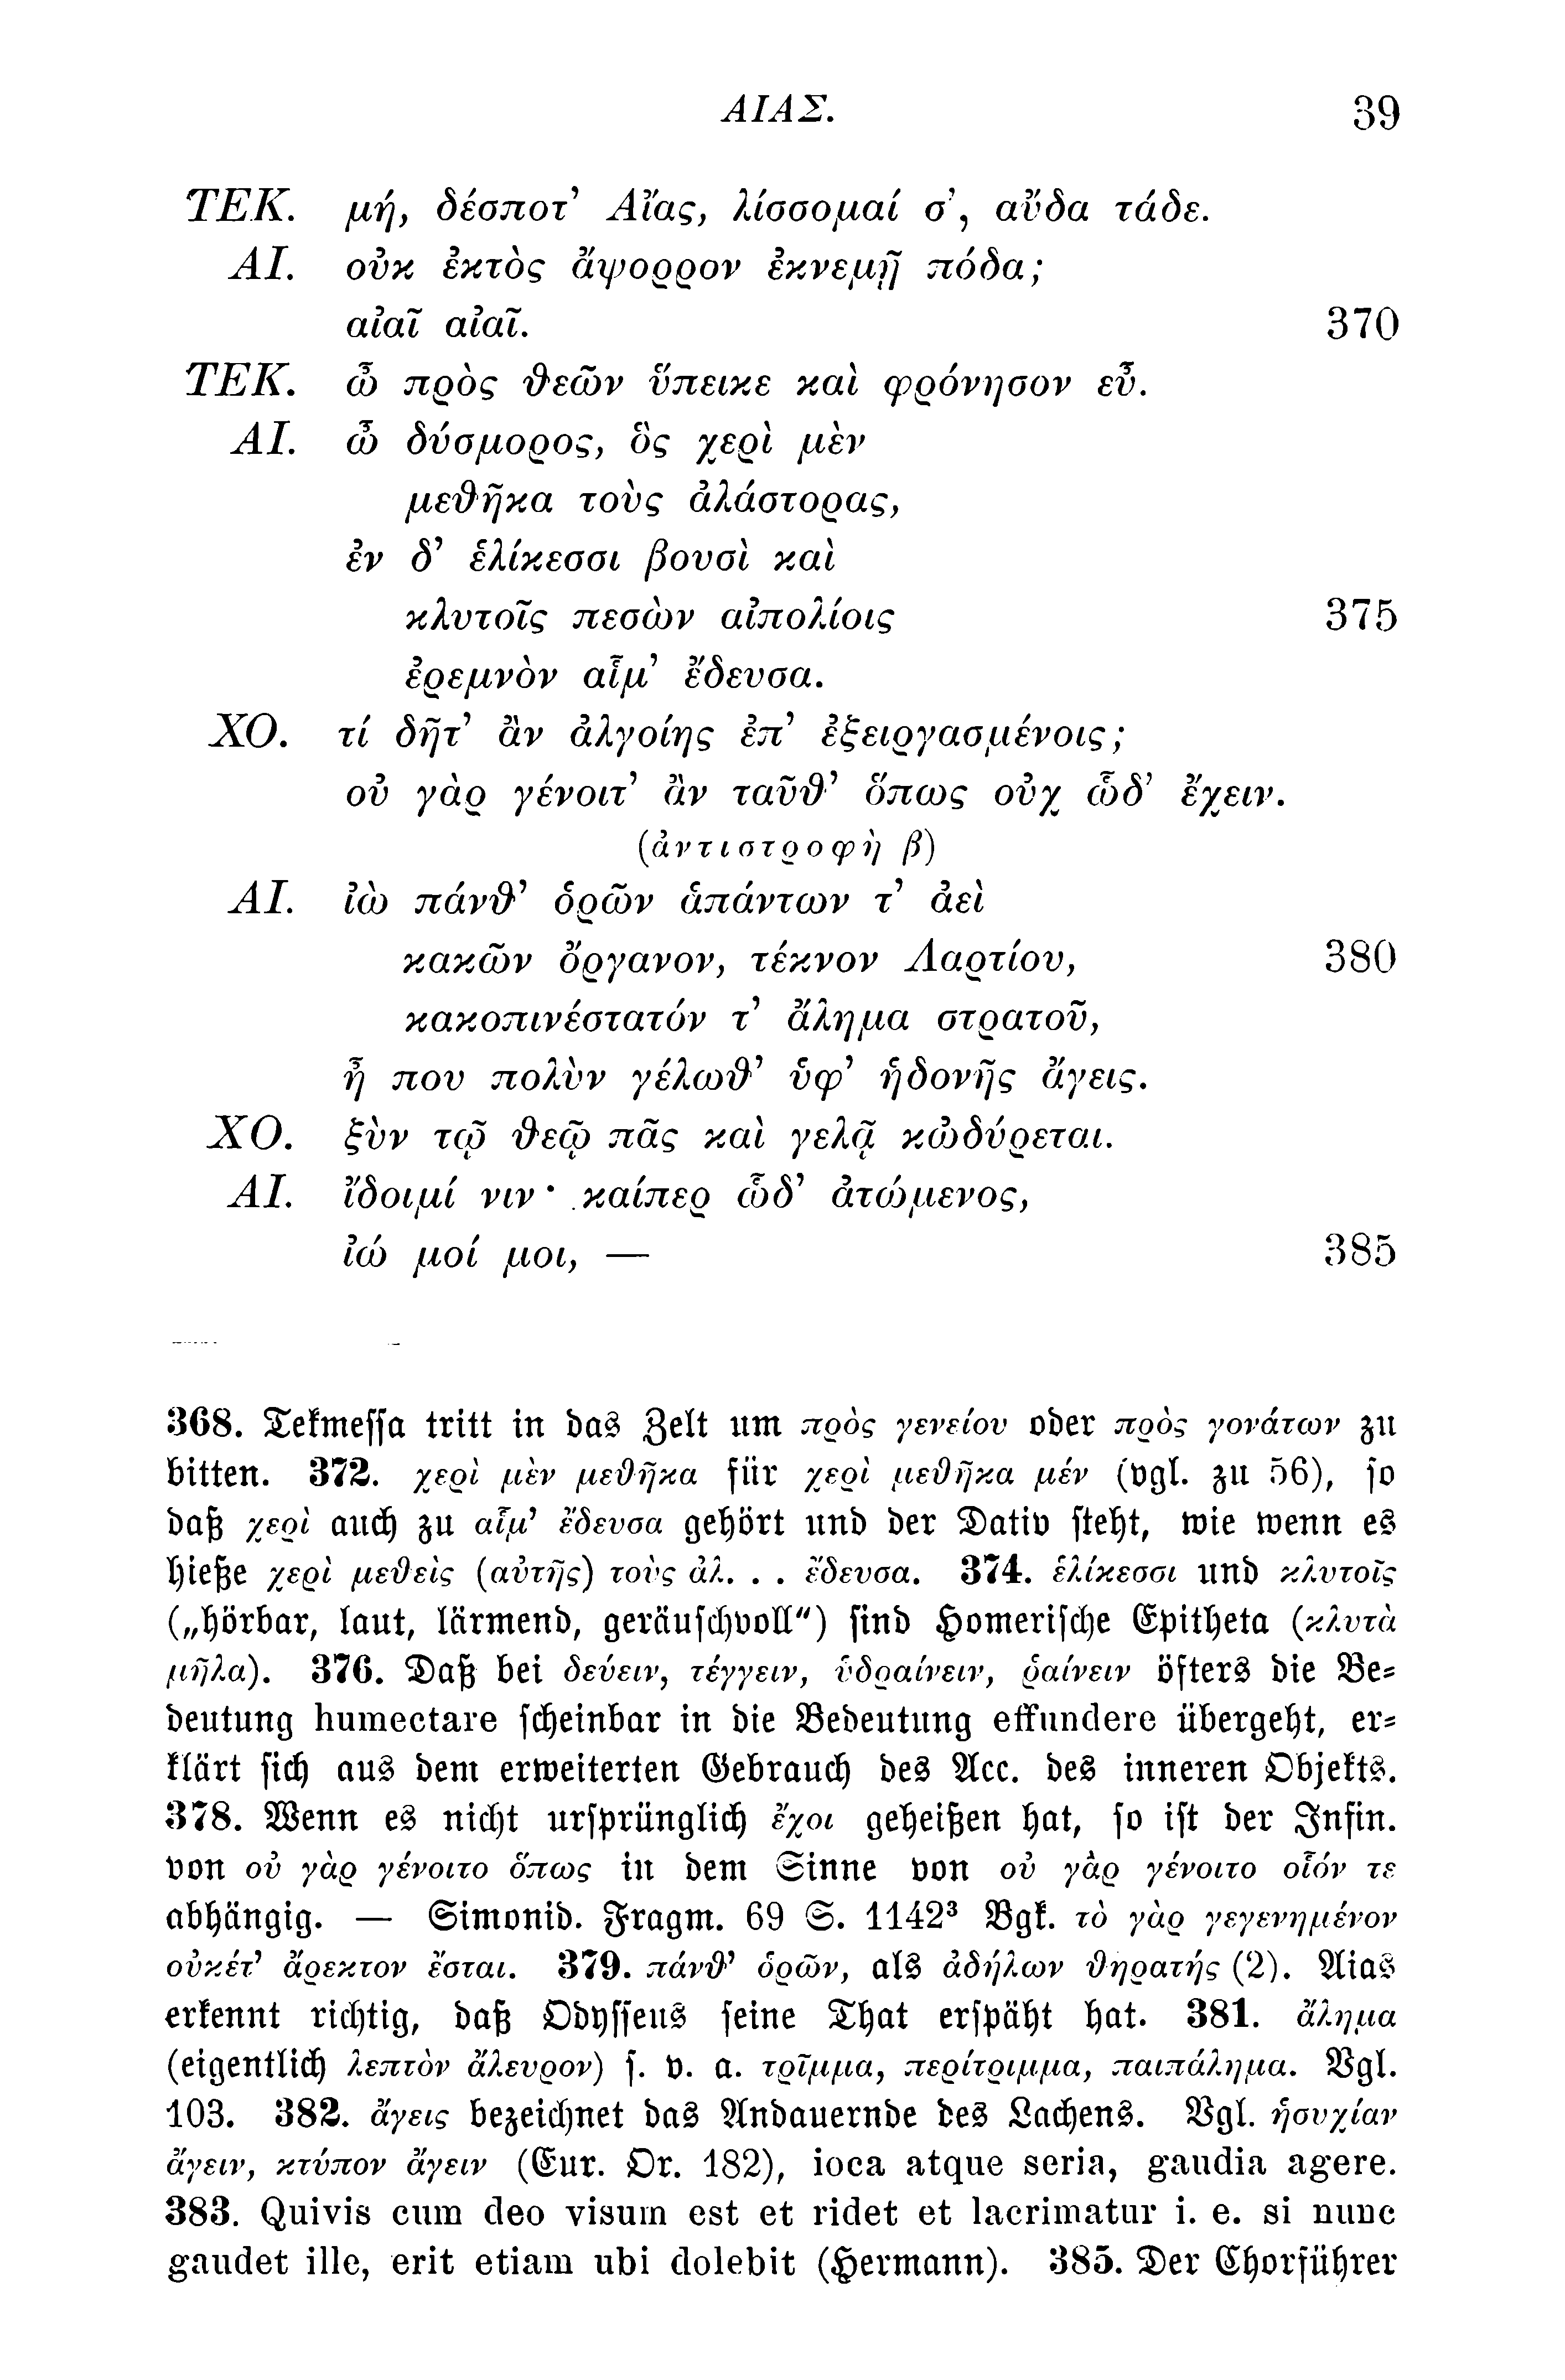 ΑΙΑΣ. 39
ΤΕΚ. μή, δέσποτ’ Αἴας, λίσσομαί σ’, αὔδα τάδε.
ΑΙ. οὐκ ἐκτὸς ἄψορρον ἐκνεμῇ πόδα;
αἰαῖ αἰαῖ. 370
ΤΕΚ. ὦ πρὸς ϑεῶν ὕπεικε καὶ φρόνησον εὖ.
ΑΙ. ὦ δύσμορος, ὃς χερὶ μὲν
μεϑῆκα τοὺς ἀλάστορας,
ἐν δ’ ἑλίκεσσι βουσὶ καὶ
κλυτοῖς πεσὼν αἰπολίοις 375
ἐρεμνὸν αἷμ’ ἔδευσα.
ΧΟ. τί δῆτ’ ἂν ἀλγοίης ἐπ’ ἐξειργασμένοις;
οὐ γὰρ γένοιτ’ ἂν ταῦϑ’ ὅπως οὐχ ὧδ’ ἔχειν.
(ἀντιστροφὴ β)
ΑΙ. ἰὼ πάνϑ’ ὁρῶν ἁπάντων τ’ ἀεὶ
κακῶν ὄργανον, τέκνον Λαρτίου, 380
κακοπινέστατόν τ’ ἄλημα στρατοῦ,
ἦ που πολὺν γέλωϑ’ ὑφ’ ἡδονῆς ἄγεις.
ΧΟ. ξὺν τῷ ϑεῷ πᾶς καὶ γελᾷ κὠδύρεται.
ΑΙ. ἴδοιμί νιν· καίπερ ὧδ’ ἀτώμενος,
ἰώ μοί μοι, — 385
368. Tekmessa tritt in das Zelt um πρὸς γενείου oder πρὸς γονάτων zu
bitten. 372. χερὶ μὲν μεϑῆκα für χερὶ μεϑῆκα μέν (vgl. zu 56), so
daß χερὶ auch zu αἷμ’ ἔδευσα gehört und der Dativ steht, wie wenn es
hieße χερὶ μεϑεὶς (αὐτῆς) τοὺς ἀλ. . . ἔδευσα. 374. ἑλίκεσσι und κλυτοῖς
(„hörbar, laut, lärmend, geräuschvoll“) sind Homerische Epitheta (κλυτὰ
μῆλα). 376. Daß bei δεύειν, τέγγειν, ὑδραίνειν, ῥαίνειν öfters die Be-
deutung humectare scheinbar in die Bedeutung effundere übergeht, er-
klärt sich aus dem erweiterten Gebrauch des Acc. des inneren Objekts.
378. Wenn es nicht ursprünglich ἔχοι geheißen hat, so ist der Infin.
von οὐ γὰρ γένοιτο ὅπως in dem Sinne von οὐ γὰρ γένοιτο οἷόν τε
abhängig. — Simonid. Fragm. 69 S. 1142³ Bgk. τὸ γὰρ γεγενημένον
οὐκέτ’ ἄρεκτον ἔσται. 379. πάνϑ’ ὁρῶν, als ἀδήλων ϑηρατής (2). Aias
erkennt richtig, daß Odysseus seine That erspäht hat. 381. ἄλημα
(eigentlich λεπτὸν ἄλευρον) s. v. a. τρῖμμα, περίτριμμα, παιπάλημα. Vgl.
103. 382. ἄγεις bezeichnet das Andauernde des Lachens. Vgl. ἡσυχίαν
ἄγειν, κτύπον ἄγειν (Eur. Or. 182), ioca atque seria, gaudia agere.
383. Quivis cum deo visum est et ridet et lacrimatur i. e. si nunc
gaudet ille, erit etiam ubi dolebit (Hermann). 385. Der Chorführer